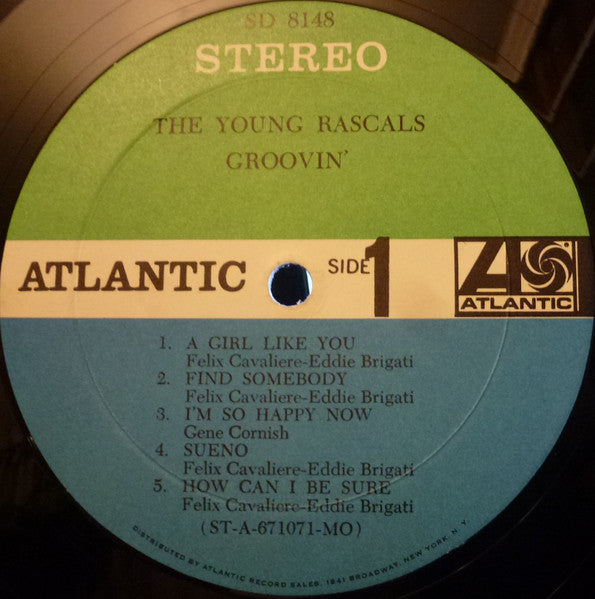 SD 8148
STEREO
THE YOUNG RASCALS
GROOVIN'
ATLANTIC
SIDE 1
ATLANTIC
1. A GIRL LIKE YOU
Felix Cavaliere-Eddie Brigati
2. FIND SOMEBODY
Felix Cavaliere-Eddie Brigati
3. I'M SO HAPPY NOW
Gene Cornish
4. SUENO
Felix Cavaliere-Eddie Brigati
5. HOW CAN I BE SURE
Felix Cavaliere-Eddie Brigati
(ST-A-671071-MO)
DISTRIBUTED BY ATLANTIC RECORD SALES, 1841 BROADWAY, NEW YORK, N.Y.